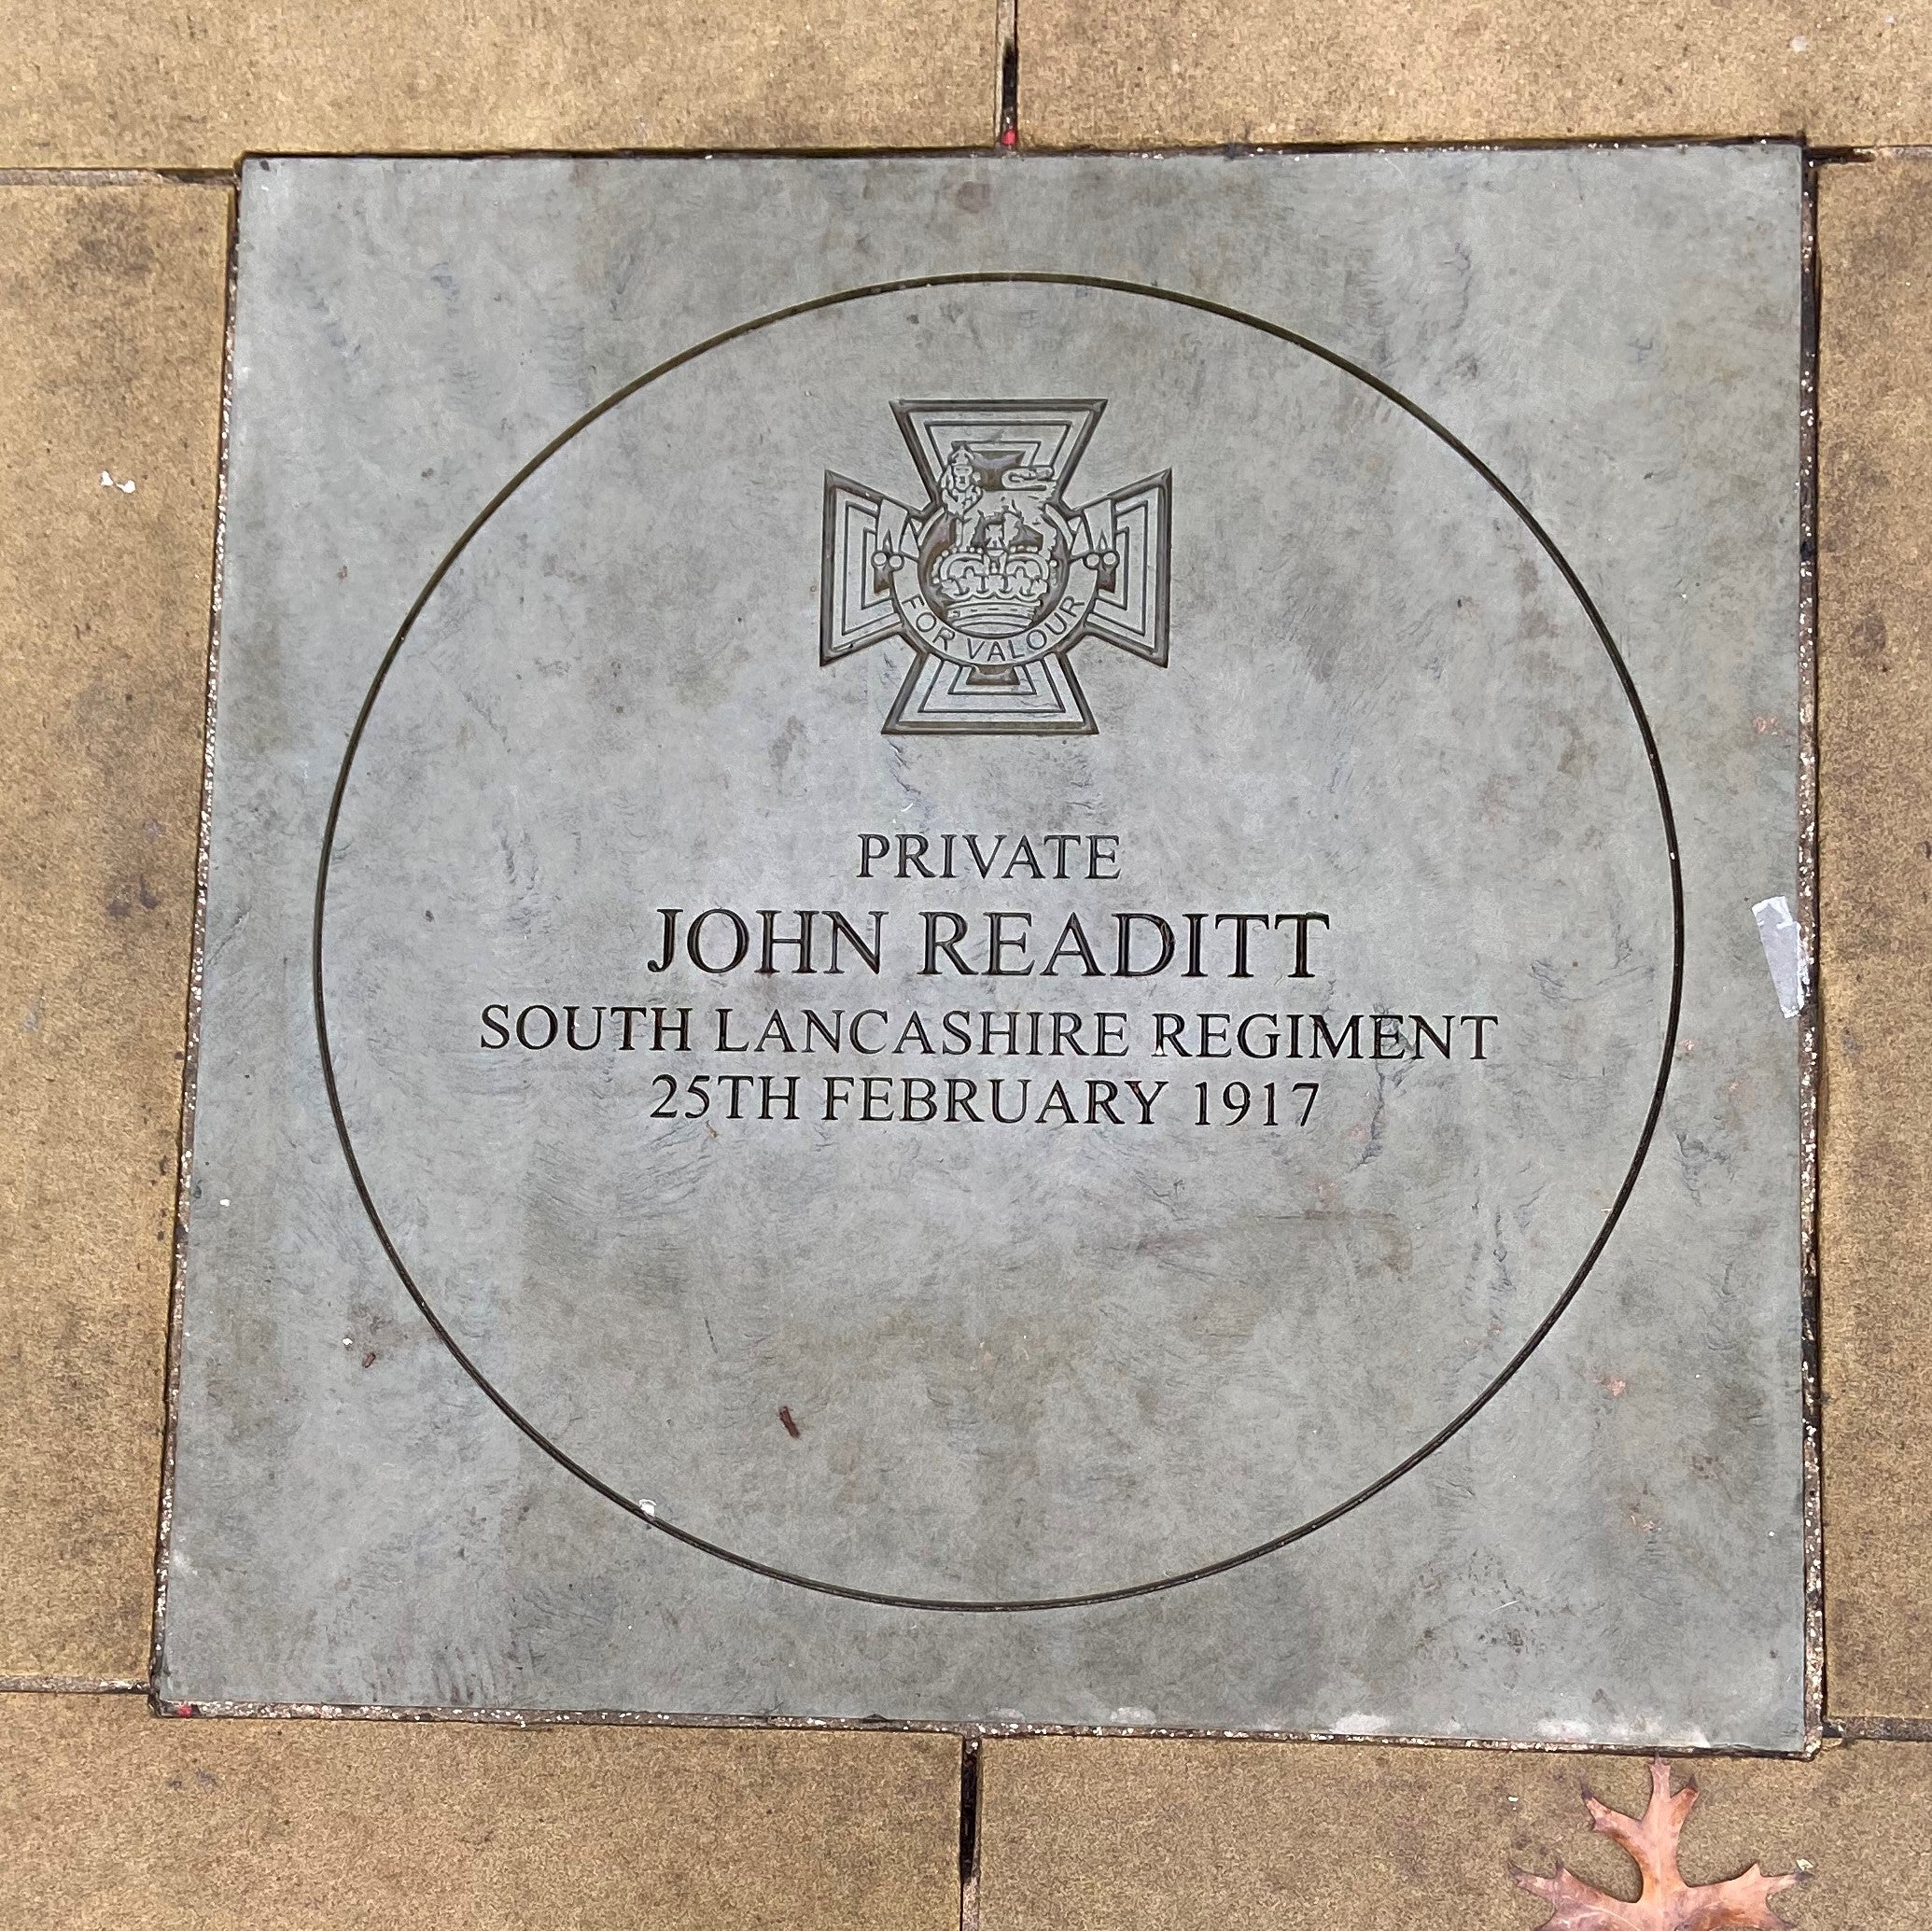 FOR VALOUR
PRIVATE
JOHN READITT
SOUTH LANCASHIRE REGIMENT
25TH FEBRUARY 1917